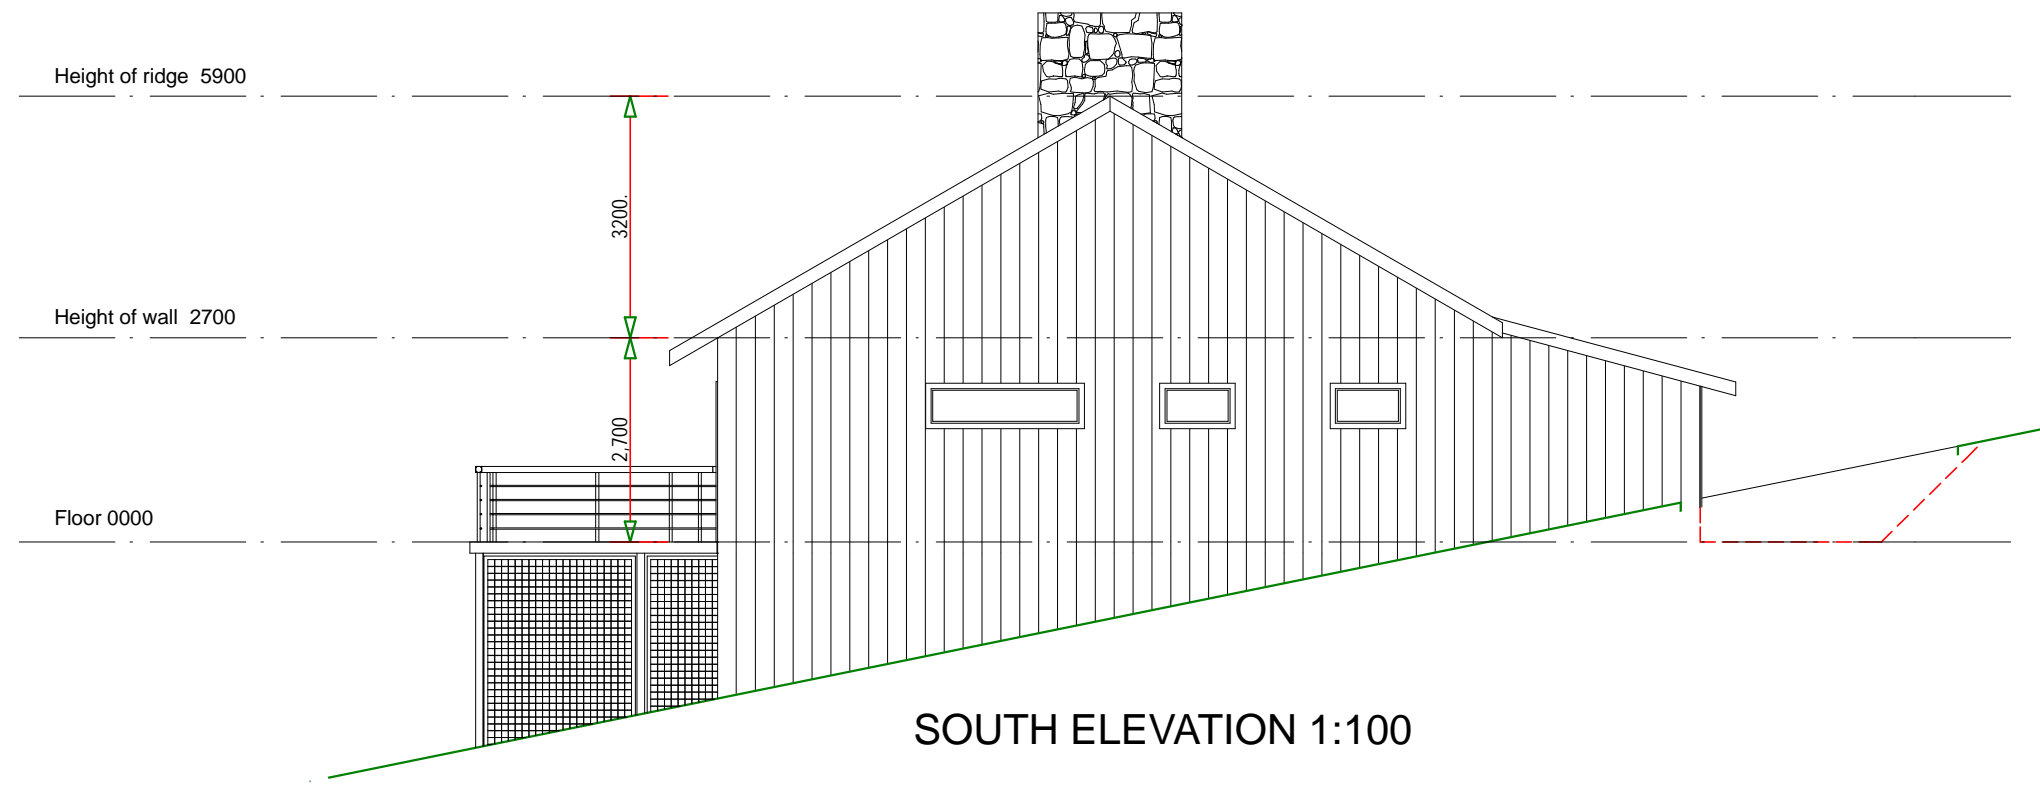 Height of ridge  5900
3200.
Height of wall  2700
2,700
Floor 0000
SOUTH ELEVATION 1:100